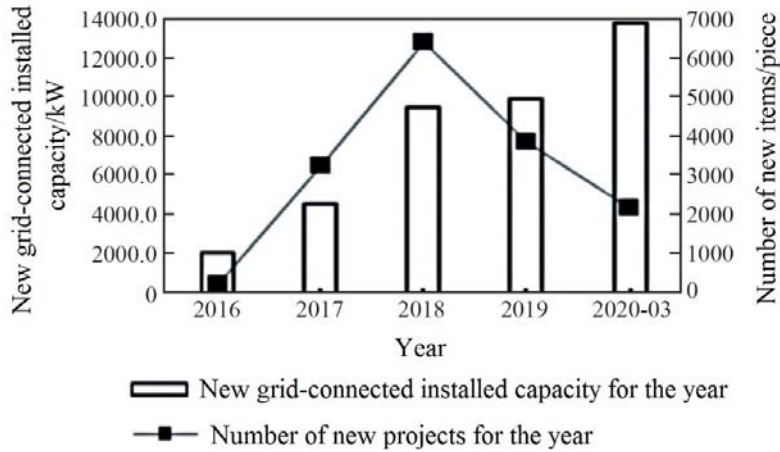 New grid-connected installed
capacity/kW
14000.0
12000.0
10000.0
8000.0
6000.0
4000.0
2000.0
0
7000
6000
5000
4000
3000
2000
1000
0
Number of new items/piece
2016 2017 2018 2019 2020-03
Year
New grid-connected installed capacity for the year
Number of new projects for the year